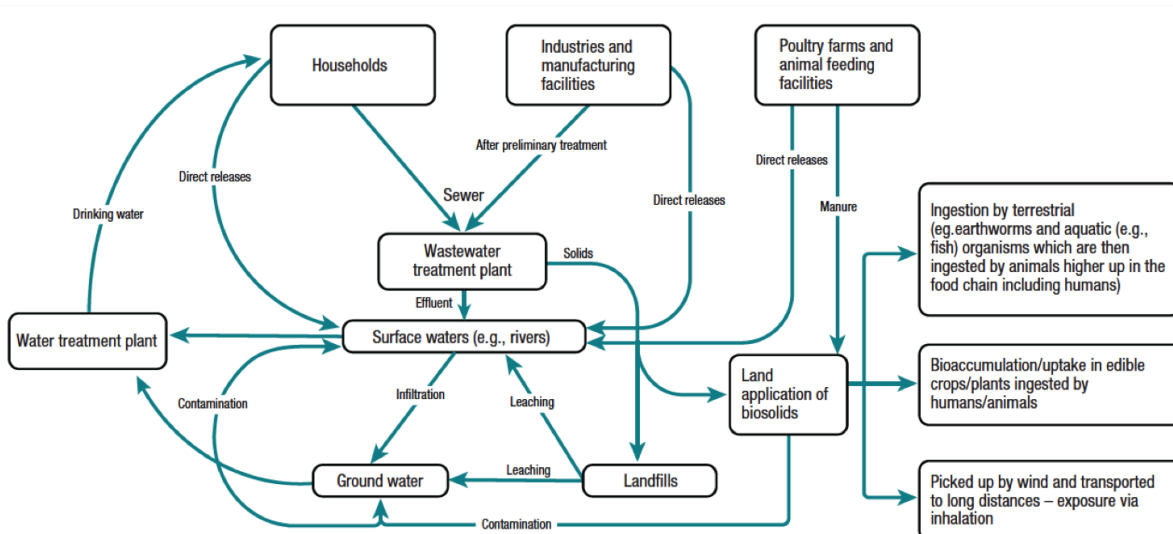 Households
Industries and
manufacturing
facilities
Poultry farms and
animal feeding
facilities
After preliminary treatment
Direct releases
Direct releases
Direct releases
Drinking water
Sewer
Manure
Ingestion by terrestrial
(eg.earthworms and aquatic (e.g.,
fish) organisms which are then
ingested by animals higher up in the
food chain including humans)
Wastewater
treatment plant
Solids
Effluent
Water treatment plant
Surface waters (e.g., rivers)
Land
application of
biosolids
Bioaccumulation/uptake in edible
crops/plants ingested by
humans/animals
Contamination
Infiltration
Leaching
Leaching
Ground water
Landfills
Contamination
Picked up by wind and transported
to long distances – exposure via
inhalation